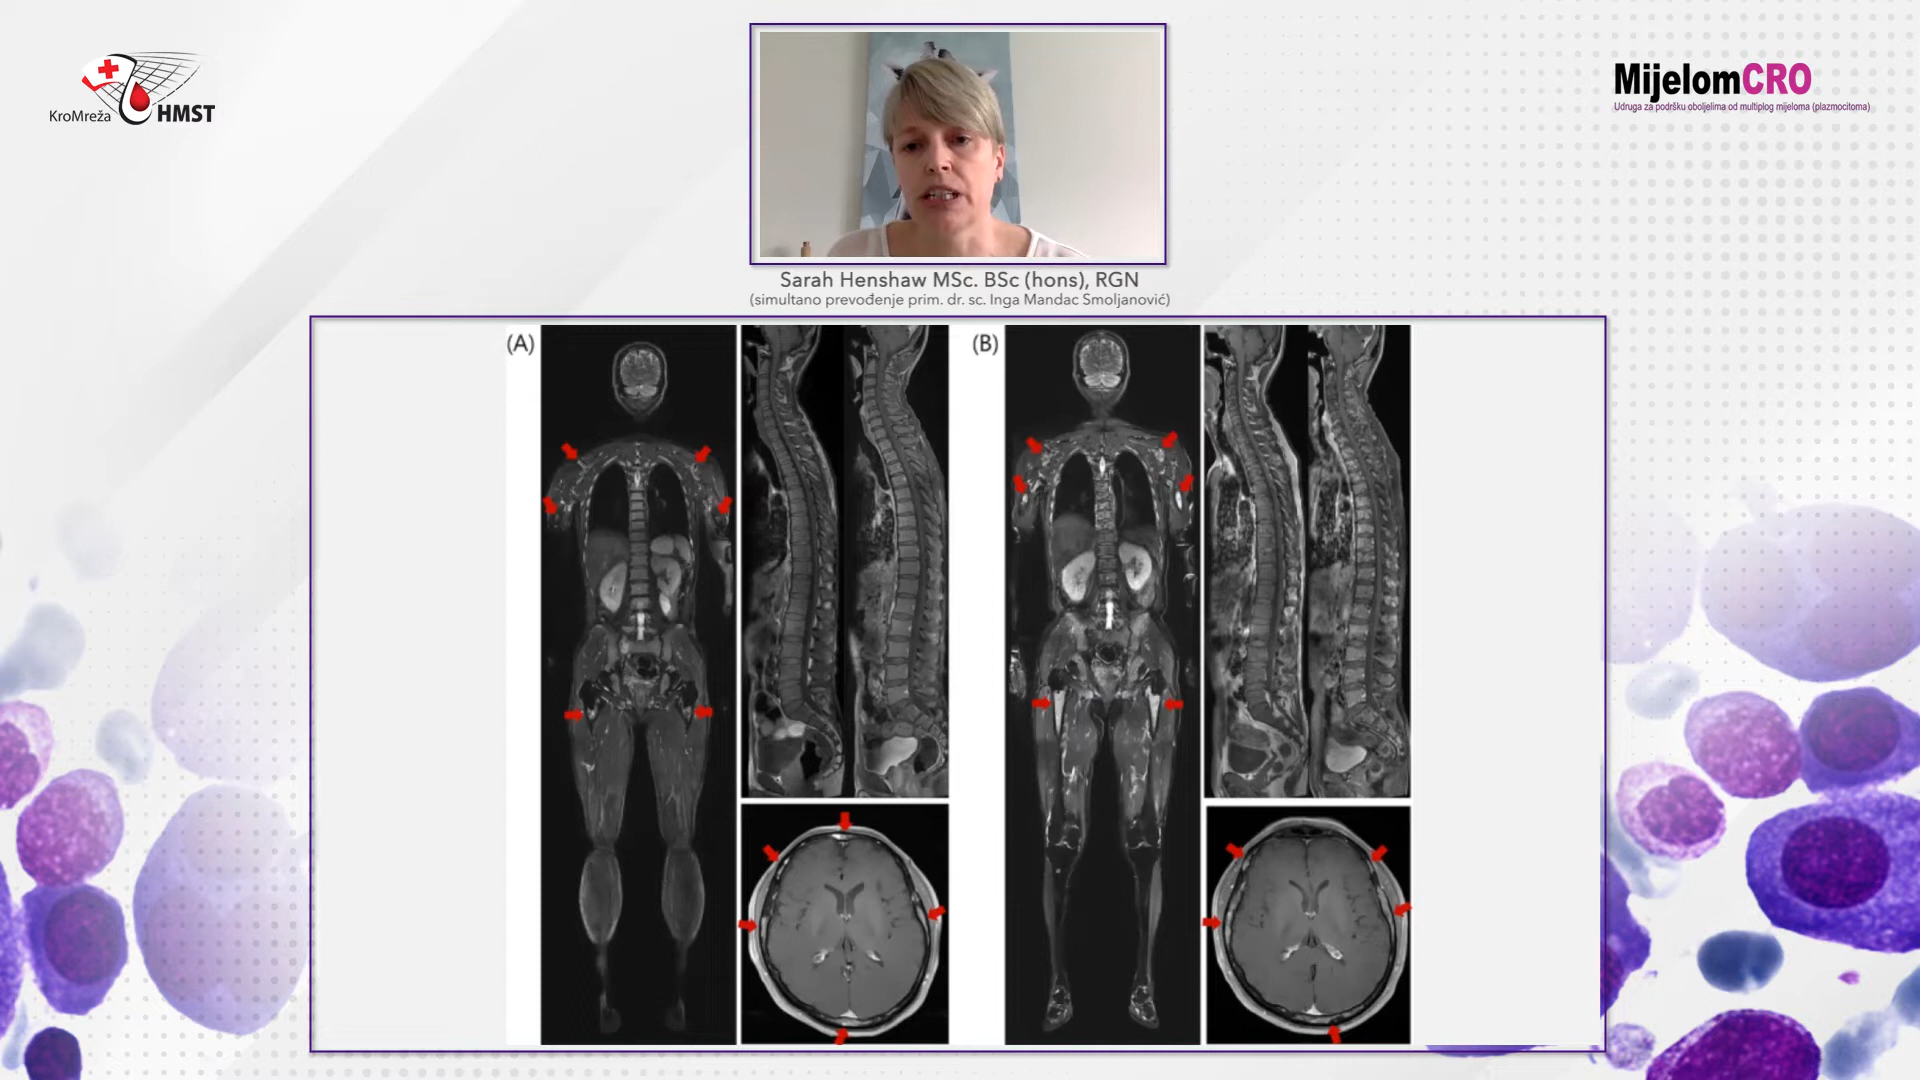 KroMreža HMST
MijelomCRO
Udruga za podršku oboljelima od multiplog mijeloma (plazmocitoma)
Sarah Henshaw MSc. BSc (hons), RGN
(simultano prevođenje prim. dr. sc. Inga Mandac Smoljanović)
(A)
(B)